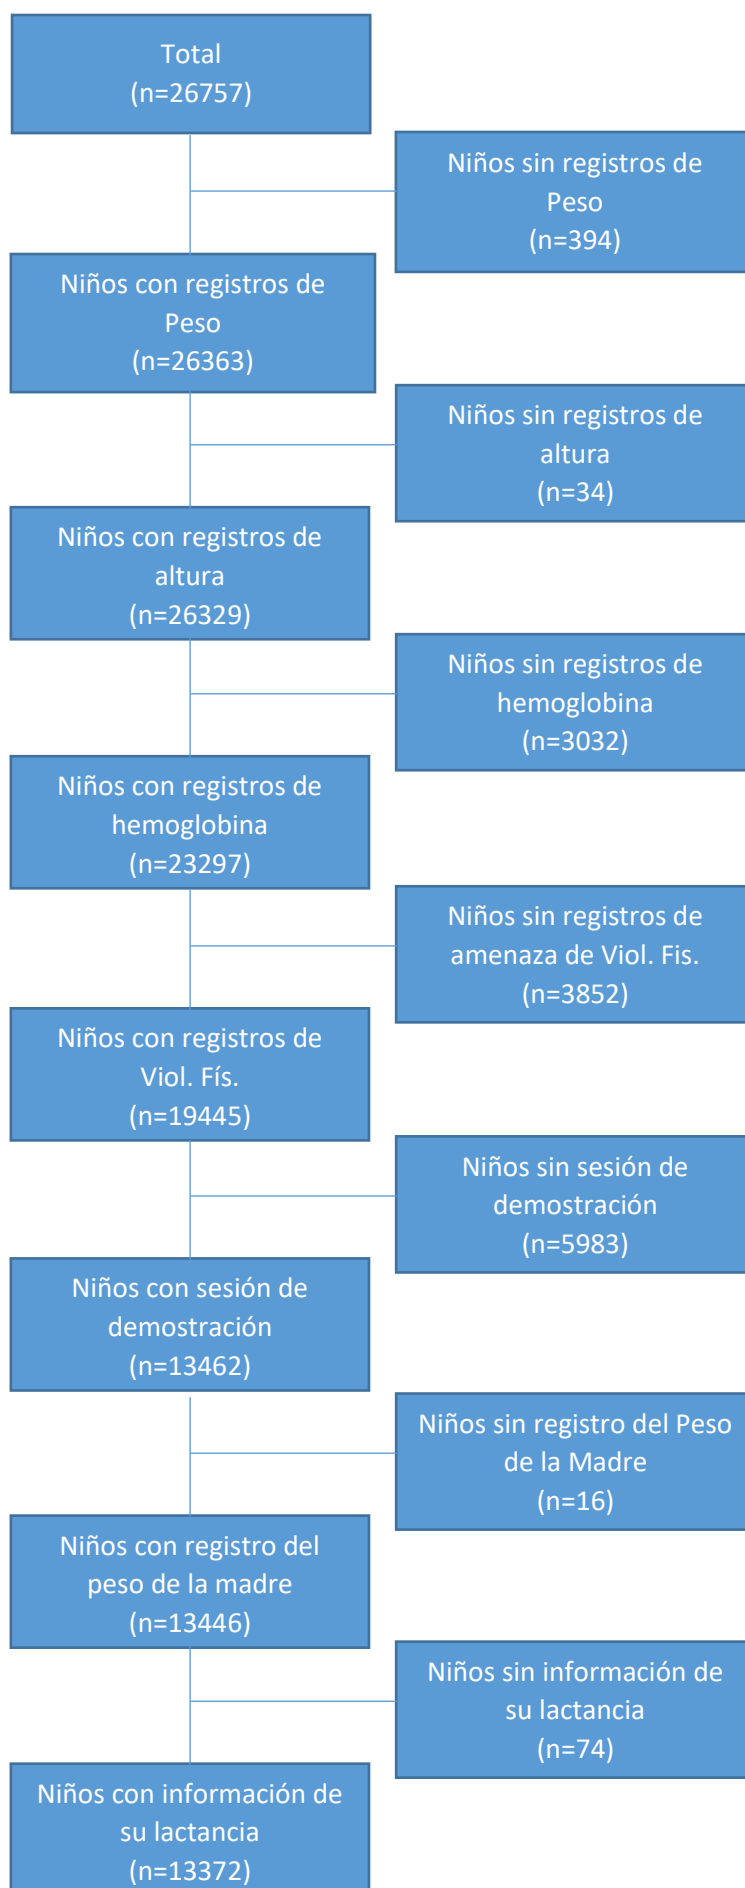 Total
(n=26757)
Niños sin registros de
Peso
(n=394)
Niños con registros de
Peso
(n=26363)
Niños sin registros de
altura
(n=34)
Niños con registros de
altura
(n=26329)
Niños sin registros de
hemoglobina
(n=3032)
Niños con registros de
hemoglobina
(n=23297)
Niños sin registros de
amenaza de Viol. Fis.
(n=3852)
Niños con registros de
Viol. Fís.
(n=19445)
Niños sin sesión de
demostración
(n=5983)
Niños con sesión de
demostración
(n=13462)
Niños sin registro del Peso
de la Madre
(n=16)
Niños con registro del
peso de la madre
(n=13446)
Niños sin información de
su lactancia
(n=74)
Niños con información de
su lactancia
(n=13372)